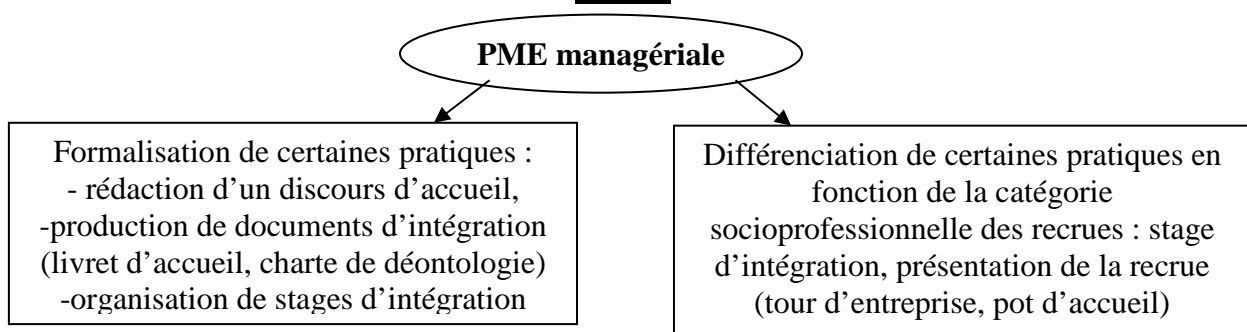 PME managériale
Formalisation de certaines pratiques :
- rédaction d’un discours d’accueil,
-production de documents d’intégration
(livret d’accueil, charte de déontologie)
-organisation de stages d’intégration
Différenciation de certaines pratiques en
fonction de la catégorie
socioprofessionnelle des recrues : stage
d’intégration, présentation de la recrue
(tour d’entreprise, pot d’accueil)